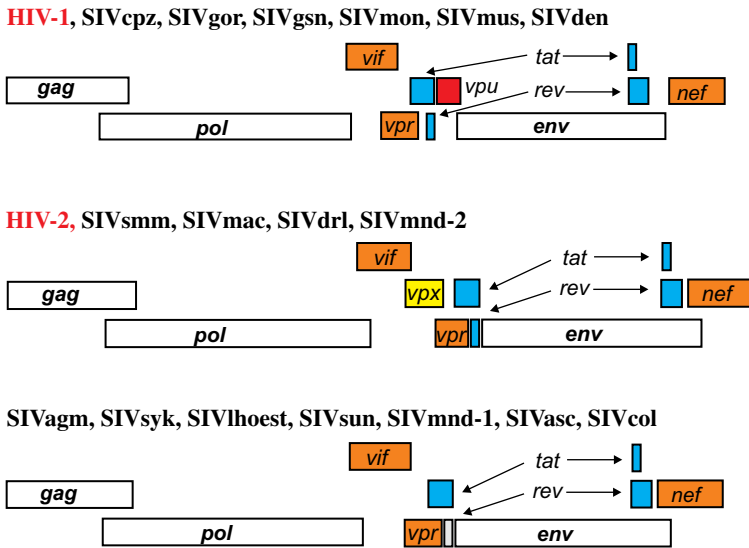 HIV-1, SIVcpz, SIVgor, SIVgsn, SIVmon, SIVmus, SIVden
vif tat
gag vpu rev nef
pol vpr env
HIV-2, SIVsmm, SIVmac, SIVdrl, SIVmnd-2
vif tat
gag vpx rev nef
pol vpr env
SIVagm, SIVsyk, SIVlhoest, SIVsun, SIVmnd-1, SIVasc, SIVcol
vif tat
gag rev nef
pol vpr env